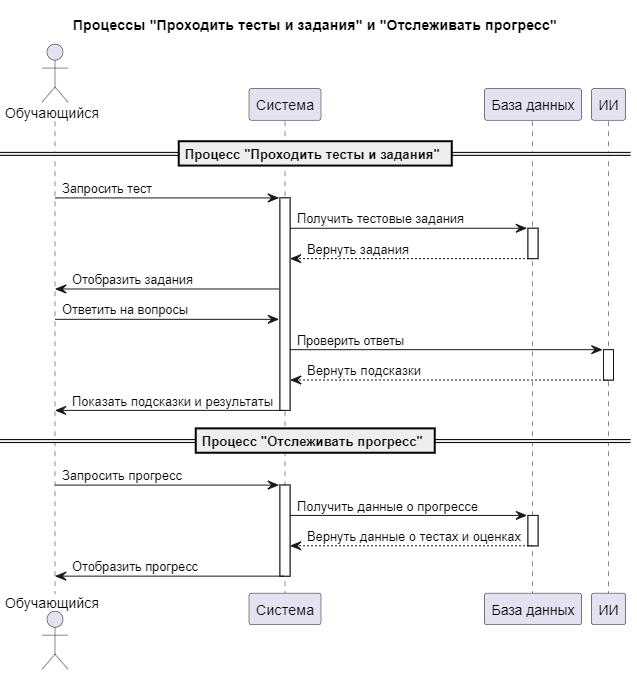 Процессы "Проходить тесты и задания" и "Отслеживать прогресс"
Обучающийся
Система
База данных
ИИ
Процесс "Проходить тесты и задания"
Запросить тест
Получить тестовые задания
Вернуть задания
Отобразить задания
Ответить на вопросы
Проверить ответы
Вернуть подсказки
Показать подсказки и результаты
Процесс "Отслеживать прогресс"
Запросить прогресс
Получить данные о прогрессе
Вернуть данные о тестах и оценках
Отобразить прогресс
Обучающийся
Система
База данных
ИИ